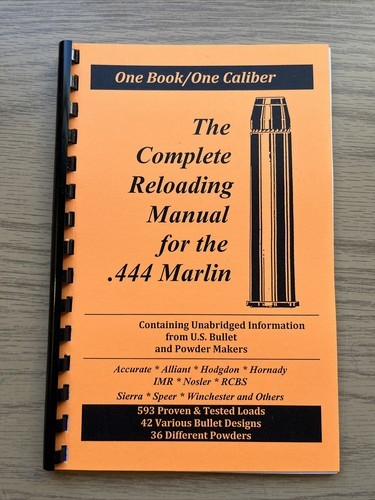 One Book/One Caliber
The
Complete
Reloading
Manual
for the
.444 Marlin
Containing Unabridged Information
from U.S. Bullet
and Powder Makers
Accurate * Alliant * Hodgdon * Hornady
IMR * Nosler * RCBS
Sierra * Speer * Winchester and Others
593 Proven & Tested Loads
42 Various Bullet Designs
36 Different Powders